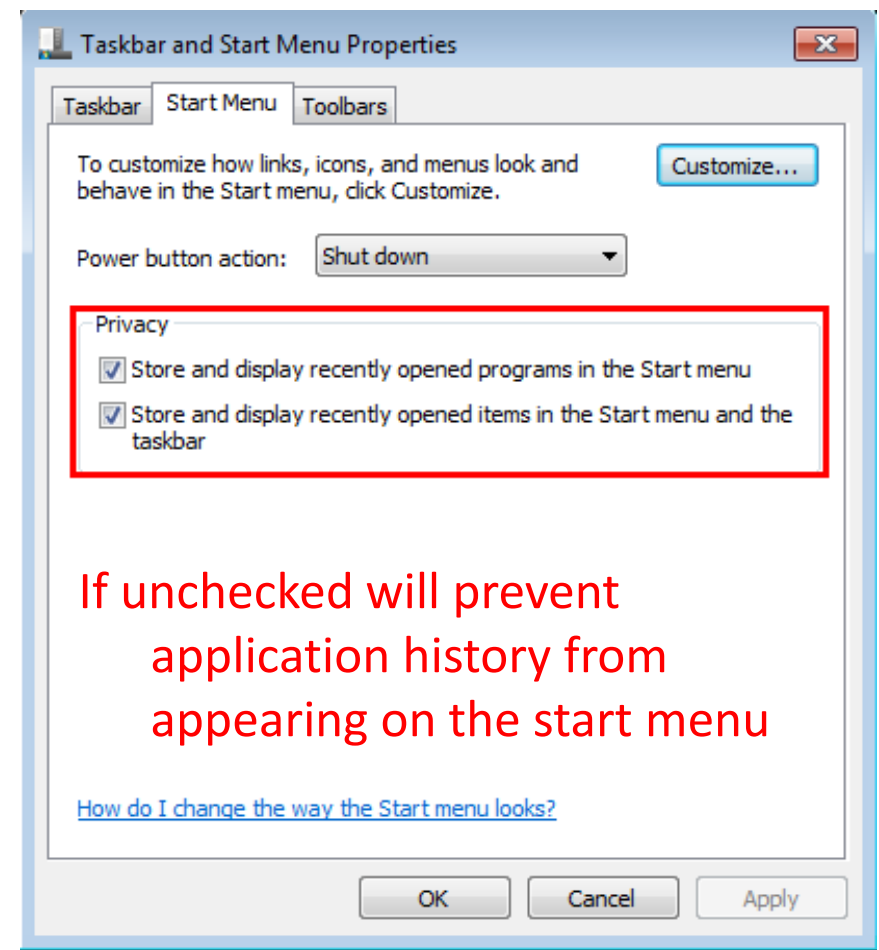 Taskbar and Start Menu Properties
Taskbar Start Menu Toolbars
To customize how links, icons, and menus look and
behave in the Start menu, click Customize.
Customize...
Power button action: Shut down
Privacy
Store and display recently opened programs in the Start menu
Store and display recently opened items in the Start menu and the
taskbar
If unchecked will prevent
application history from
appearing on the start menu
How do I change the way the Start menu looks?
OK Cancel Apply